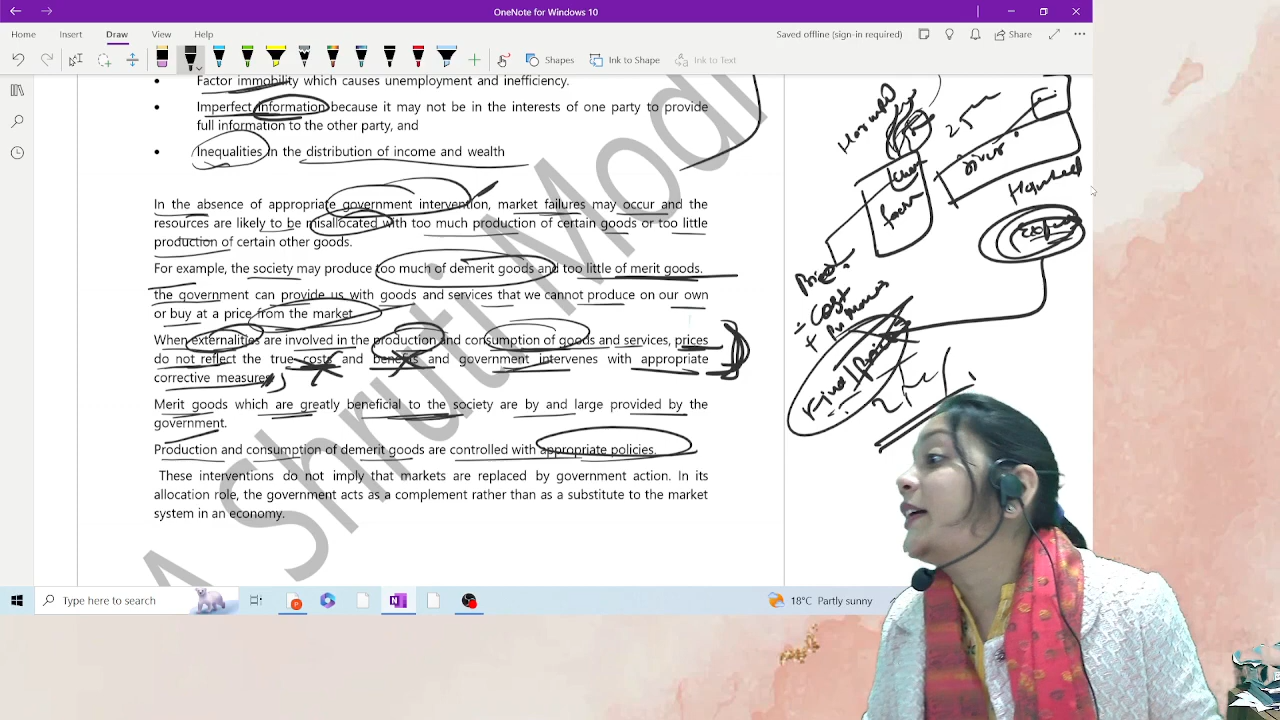 OneNote for Windows 10
Home Insert Draw View Help
Saved offline (sign-in required) Share
Shapes Ink to Shape Ink to Text
• Factor immobility which causes unemployment and inefficiency.
• Imperfect information because it may not be in the interests of one party to provide
full information to the other party, and
• Inequalities in the distribution of income and wealth
In the absence of appropriate government intervention, market failures may occur and the
resources are likely to be misallocated with too much production of certain goods or too little
production of certain other goods.
For example, the society may produce too much of demerit goods and too little of merit goods.
the government can provide us with goods and services that we cannot produce on our own
or buy at a price from the market.
When externalities are involved in the production and consumption of goods and services, prices
do not reflect the true costs and benefits and government intervenes with appropriate
corrective measures.
Merit goods which are greatly beneficial to the society are by and large provided by the
government.
Production and consumption of demerit goods are controlled with appropriate policies.
These interventions do not imply that markets are replaced by government action. In its
allocation role, the government acts as a complement rather than as a substitute to the market
system in an economy.
A Shruti Modi
Harmful
River
Price
Cost
Final Price
Type here to search
18°C Partly sunny